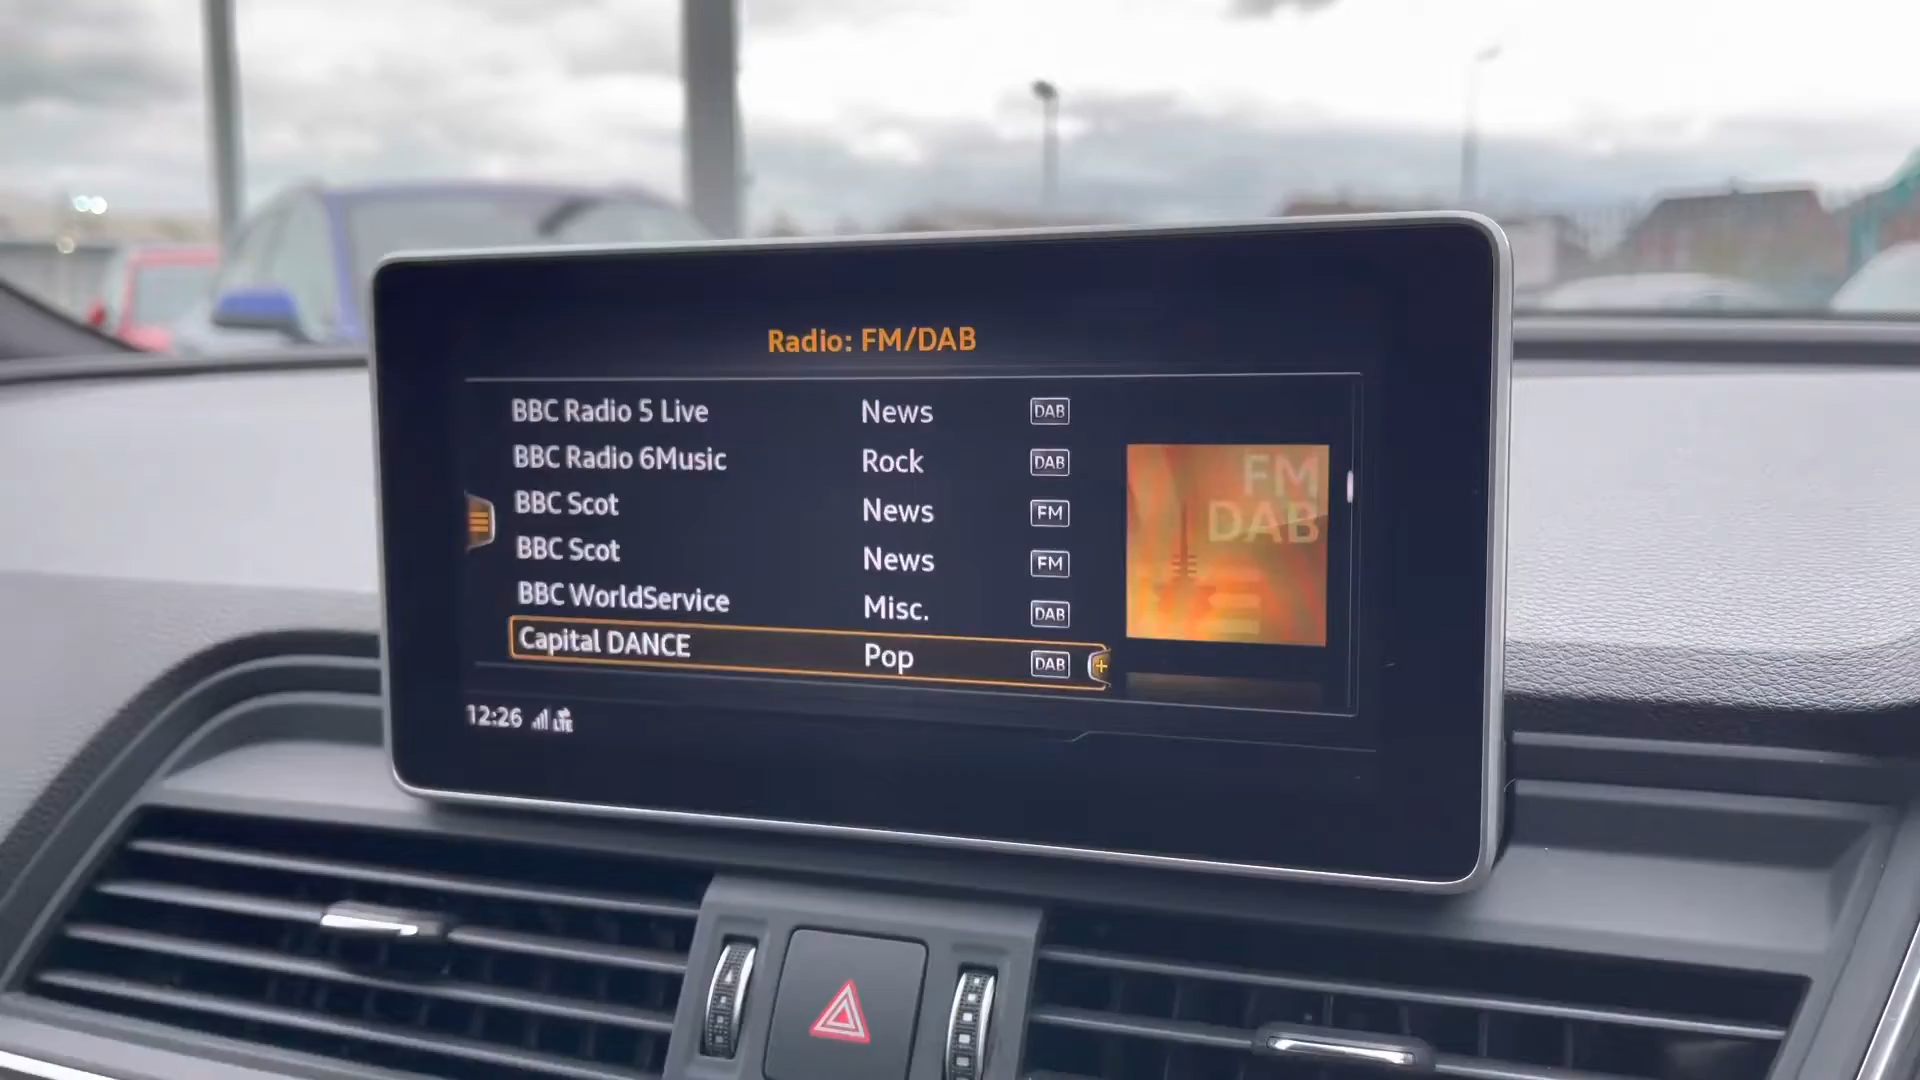 Radio: FM/DAB
BBC Radio 5 Live News DAB
BBC Radio 6Music Rock DAB
BBC Scot News FM
BBC Scot News FM
BBC WorldService Misc. DAB
Capital DANCE Pop DAB +
FM
DAB
12:26 LTE